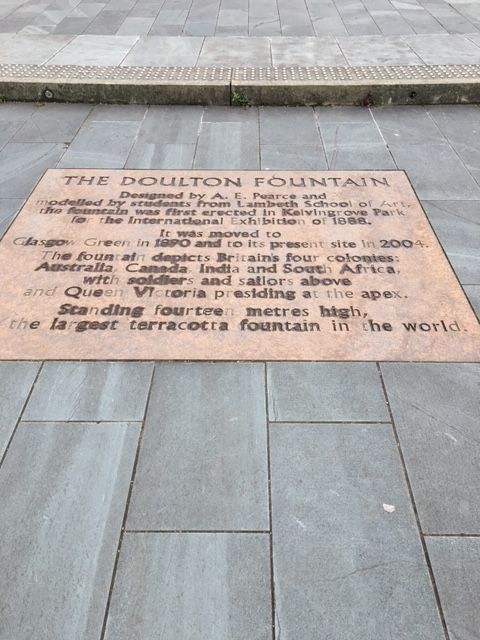 THE DOULTON FOUNTAIN
Designed by A. E. Pearce and
modelled by students from Lambeth School of Art,
the fountain was first erected in Kelvingrove Park
for the International Exhibition of 1888.
It was moved to
Glasgow Green in 1890 and to its present site in 2004.
The fountain depicts Britain's four colonies:
Australia, Canada, India and South Africa,
with soldiers and sailors above
and Queen Victoria presiding at the apex.
Standing fourteen metres high,
the largest terracotta fountain in the world.